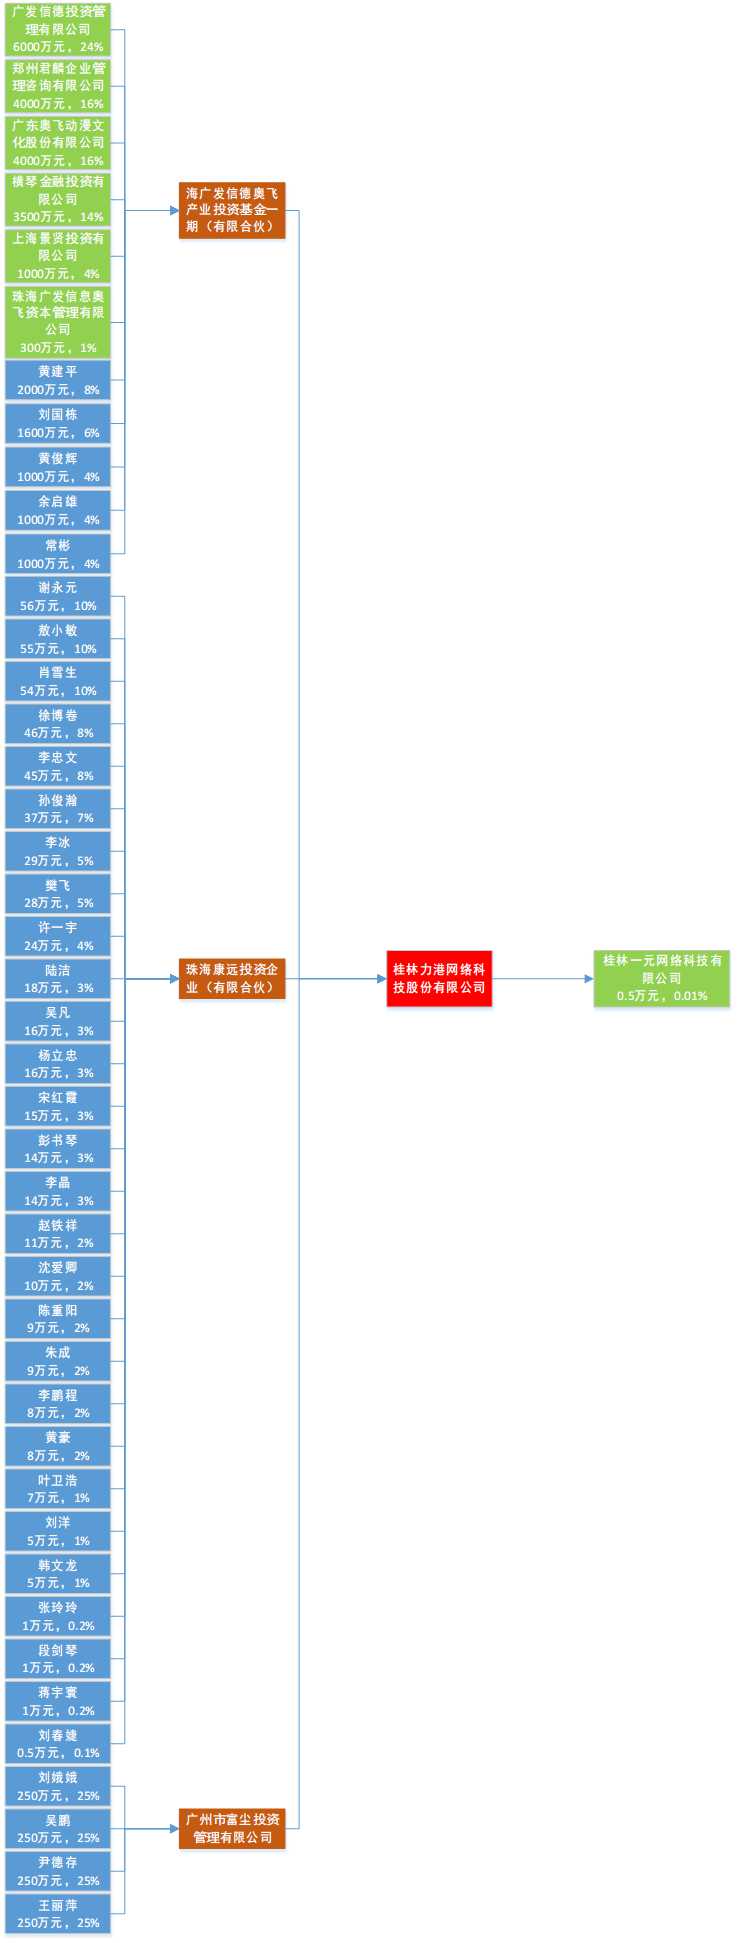 广发信德投资管
理有限公司
6000万元，24%
郑州君麟企业管
理咨询有限公司
4000万元，16%
广东奥飞动漫文
化股份有限公司
4000万元，16%
横琴金融投资有
限公司
3500万元，14%
上海景贤投资有
限公司
1000万元，4%
珠海广发信息奥
飞资本管理有限
公司
300万元，1%
黄建平
2000万元，8%
刘国栋
1600万元，6%
黄俊辉
1000万元，4%
余启雄
1000万元，4%
常彬
1000万元，4%
海广发信德奥飞
产业投资基金一
期（有限合伙）
谢永元
56万元，10%
敖小敏
55万元，10%
肖雪生
54万元，10%
徐博卷
46万元，8%
李忠文
45万元，8%
孙俊瀚
37万元，7%
李冰
29万元，5%
樊飞
28万元，5%
许一宇
24万元，4%
陆洁
18万元，3%
吴凡
16万元，3%
杨立忠
16万元，3%
宋红霞
15万元，3%
彭书琴
14万元，3%
李晶
14万元，3%
赵铁祥
11万元，2%
沈爱卿
10万元，2%
陈重阳
9万元，2%
朱成
9万元，2%
李鹏程
8万元，2%
黄豪
8万元，2%
叶卫浩
7万元，1%
刘洋
5万元，1%
韩文龙
5万元，1%
张玲玲
1万元，0.2%
段剑琴
1万元，0.2%
蒋宇寰
1万元，0.2%
刘春婕
0.5万元，0.1%
珠海康远投资企
业（有限合伙）
刘娥娥
250万元，25%
吴鹏
250万元，25%
尹德存
250万元，25%
王丽萍
250万元，25%
广州市富尘投资
管理有限公司
桂林力港网络科
技股份有限公司
桂林一元网络科技有
限公司
0.5万元，0.01%